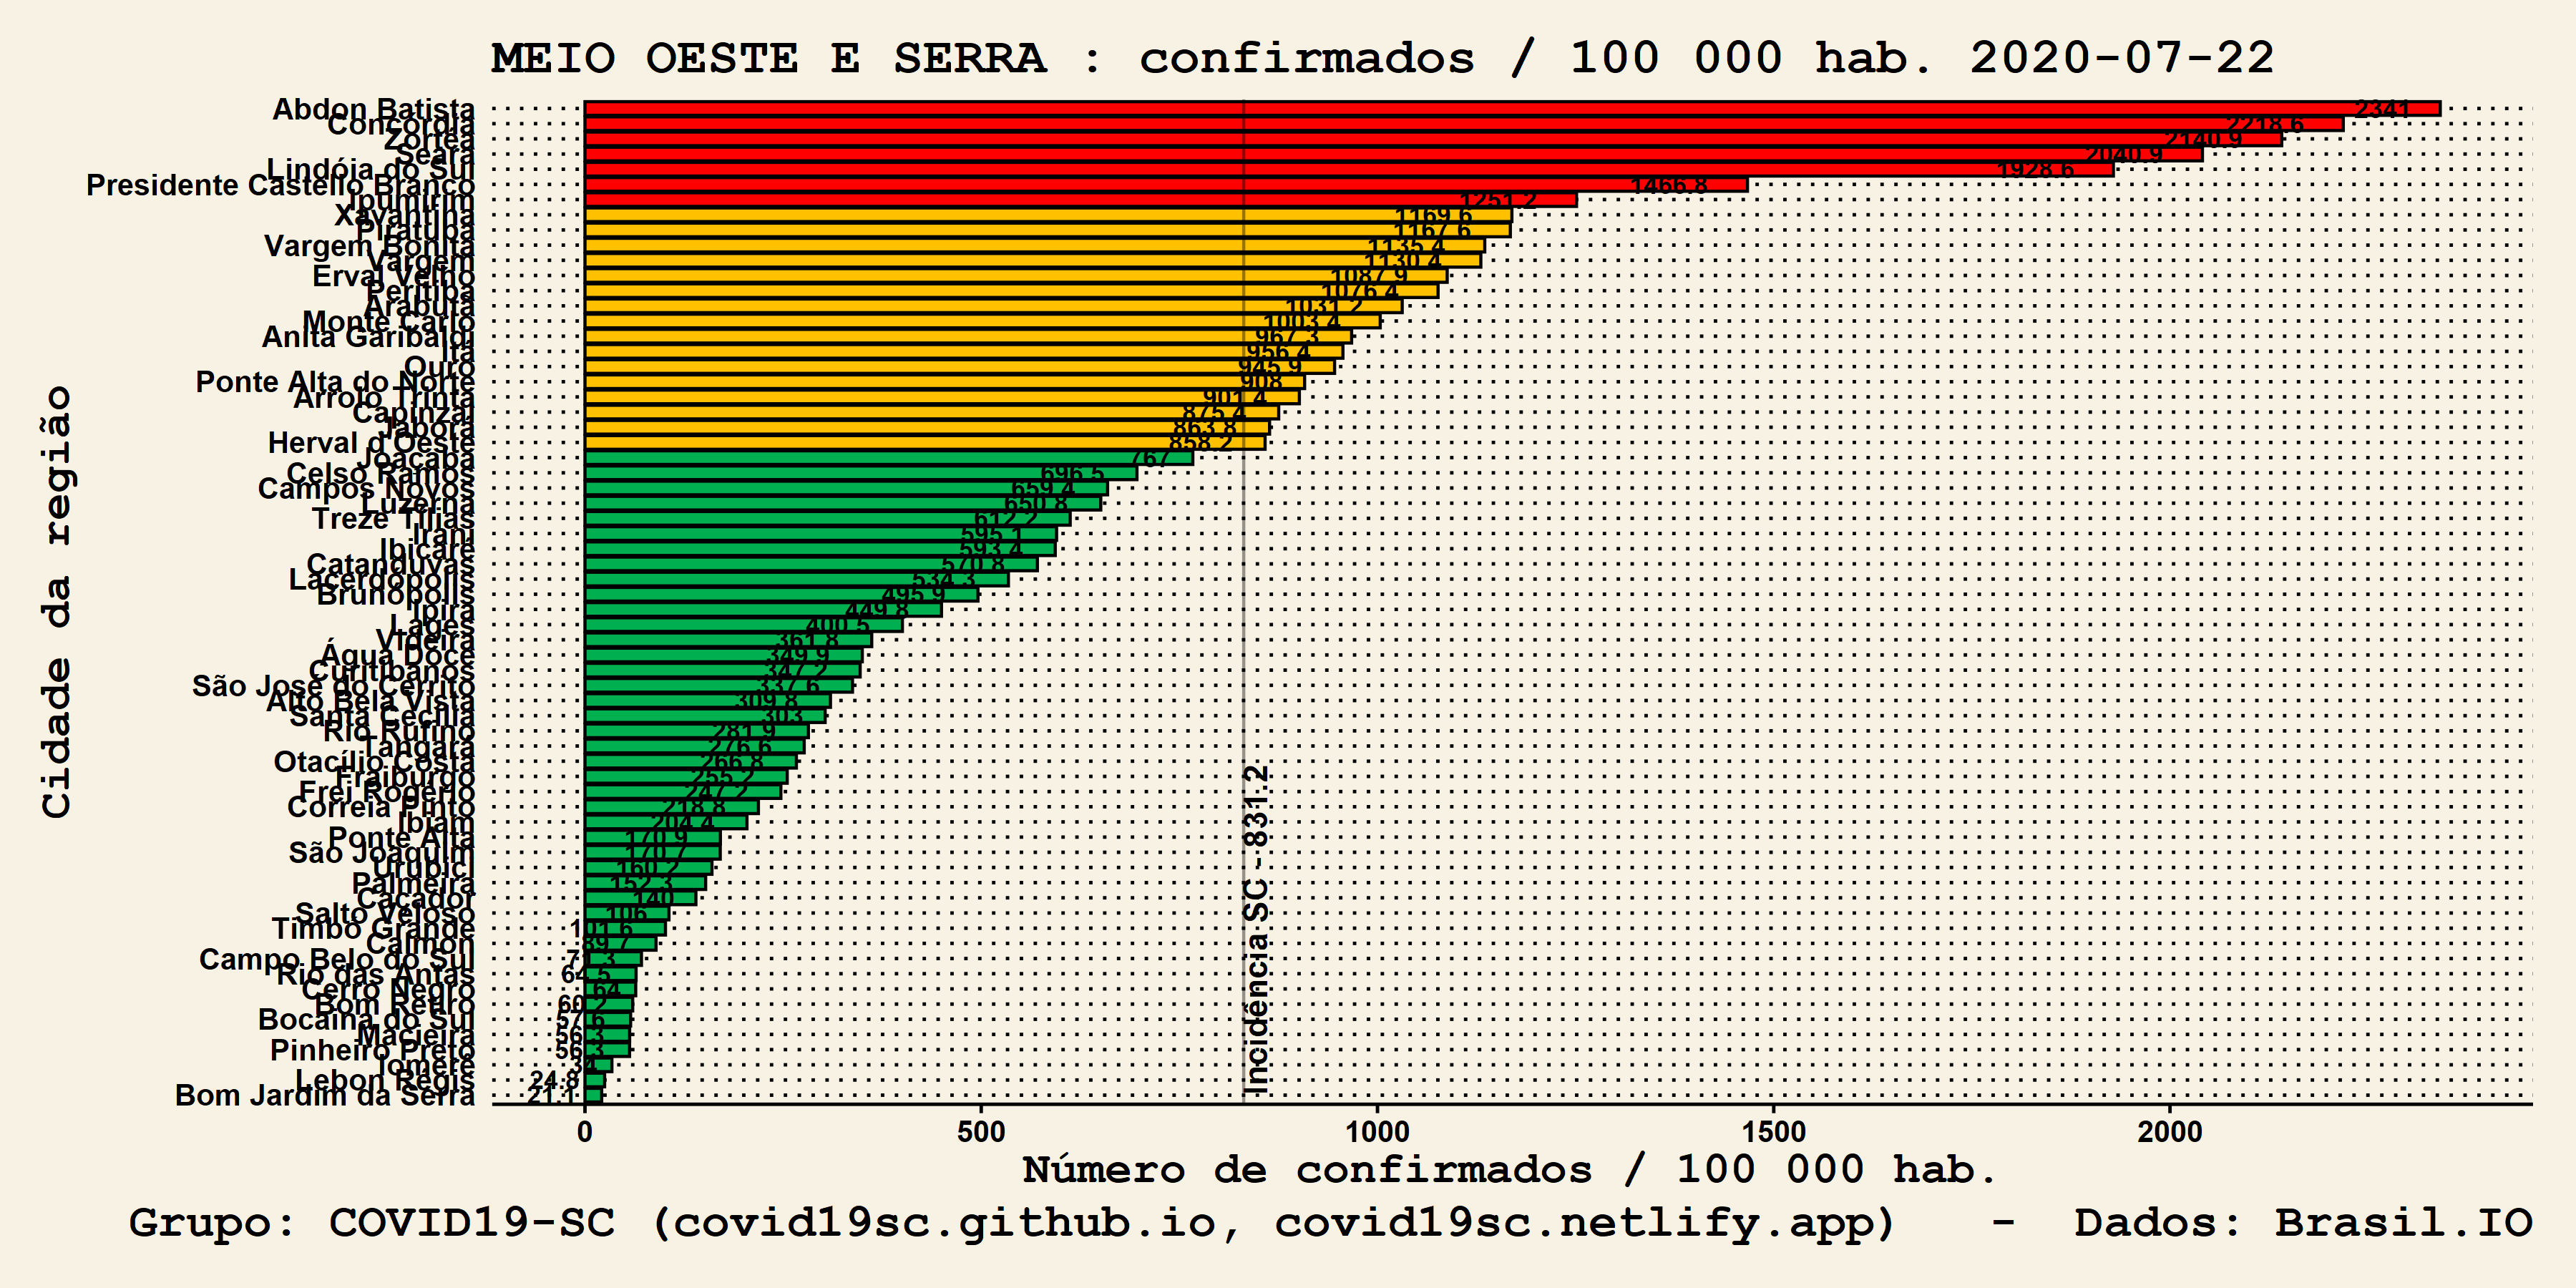 MEIO OESTE E SERRA : confirmados / 100 000 hab. 2020-07-22
Cidade da região
Abdon Batista 2341
Concórdia 2218.6
Zortéa 2140.9
Seara 2040.9
Lindóia do Sul 1928.6
Presidente Castello Branco 1466.8
Ipumirim 1251.2
Xavantina 1169.6
Piratuba 1167.6
Vargem Bonita 1135.4
Vargem 1130.4
Erval Velho 1087.9
Peritiba 1076.4
Arabutã 1031.2
Monte Carlo 1003.4
Anita Garibaldi 967.3
Itá 956.4
Ouro 945.9
Ponte Alta do Norte 908
Arroio Trinta 901.4
Capinzal 875.4
Jaborá 863.8
Herval d'Oeste 858.2
Joaçaba 767
Celso Ramos 696.5
Campos Novos 659.4
Luzerna 650.8
Treze Tílias 612.2
Irani 595.1
Ibicaré 593.4
Catanduvas 570.8
Lacerdópolis 534.3
Brunópolis 495.9
Ipira 449.8
Lages 400.5
Videira 361.8
Água Doce 349.9
Curitibanos 347.2
São José do Cerrito 337.6
Alto Bela Vista 309.8
Santa Cecília 303
Rio Rufino 281.9
Tangará 276.6
Otacílio Costa 266.8
Fraiburgo 255.2
Frei Rogério 247.2
Correia Pinto 218.8
Ibiam 204.4
Ponte Alta 170.9
São Joaquim 170.7
Urubici 160.2
Palmeira 152.3
Caçador 140
Salto Veloso 106
Timbó Grande 101.6
Calmon 89.7
Campo Belo do Sul 71.3
Rio das Antas 64.5
Cerro Negro 64
Bom Retiro 60.2
Bocaina do Sul 57.6
Macieira 56.3
Pinheiro Preto 56.3
Iomerê 34
Lebon Régis 24.8
Bom Jardim da Serra 21.1
Incidência SC - 831.2
0 500 1000 1500 2000
Número de confirmados / 100 000 hab.
Grupo: COVID19-SC (covid19sc.github.io, covid19sc.netlify.app) - Dados: Brasil.IO